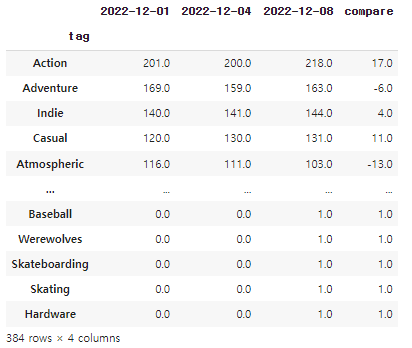 2022-12-01 2022-12-04 2022-12-08 compare
tag
Action 201.0 200.0 218.0 17.0
Adventure 169.0 159.0 163.0 -6.0
Indie 140.0 141.0 144.0 4.0
Casual 120.0 130.0 131.0 11.0
Atmospheric 116.0 111.0 103.0 -13.0
... ... ... ... ...
Baseball 0.0 0.0 1.0 1.0
Werewolves 0.0 0.0 1.0 1.0
Skateboarding 0.0 0.0 1.0 1.0
Skating 0.0 0.0 1.0 1.0
Hardware 0.0 0.0 1.0 1.0
384 rows × 4 columns